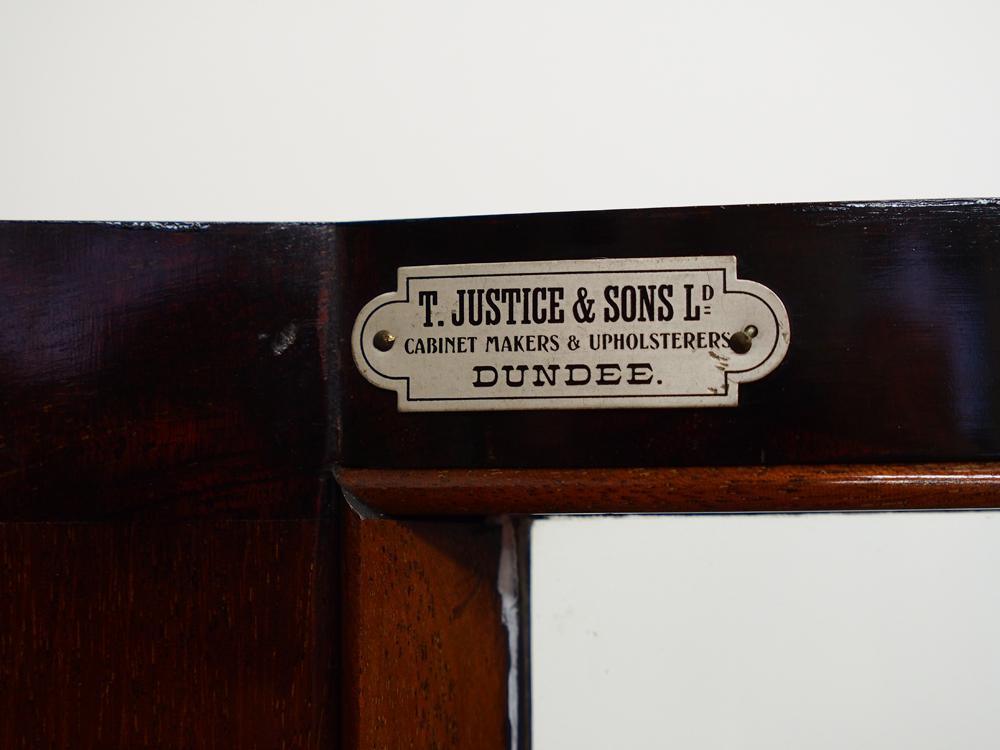 T. JUSTICE & SONS LD
CABINET MAKERS & UPHOLSTERERS
DUNDEE.